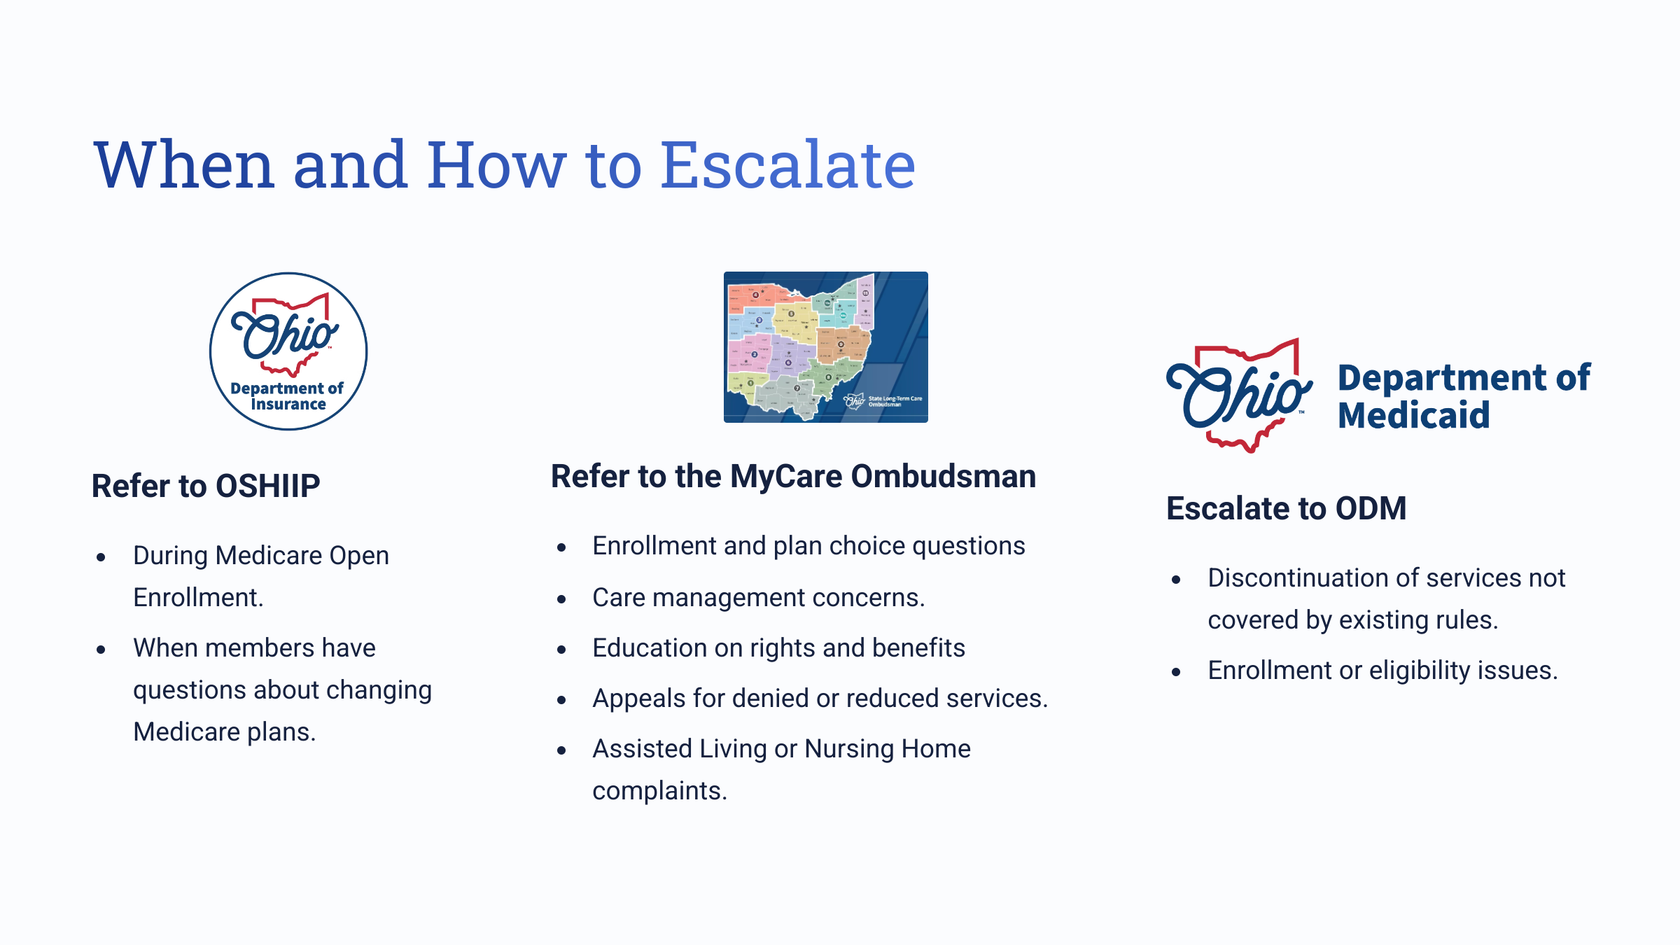 When and How to Escalate
Ohio
Department of
Insurance
Refer to OSHIIP
• During Medicare Open
Enrollment.
• When members have
questions about changing
Medicare plans.
Ohio
State Long-Term Care
Ombudsman
Refer to the MyCare Ombudsman
• Enrollment and plan choice questions
• Care management concerns.
• Education on rights and benefits
• Appeals for denied or reduced services.
• Assisted Living or Nursing Home
complaints.
Ohio
TM
Department of
Medicaid
Escalate to ODM
• Discontinuation of services not
covered by existing rules.
• Enrollment or eligibility issues.